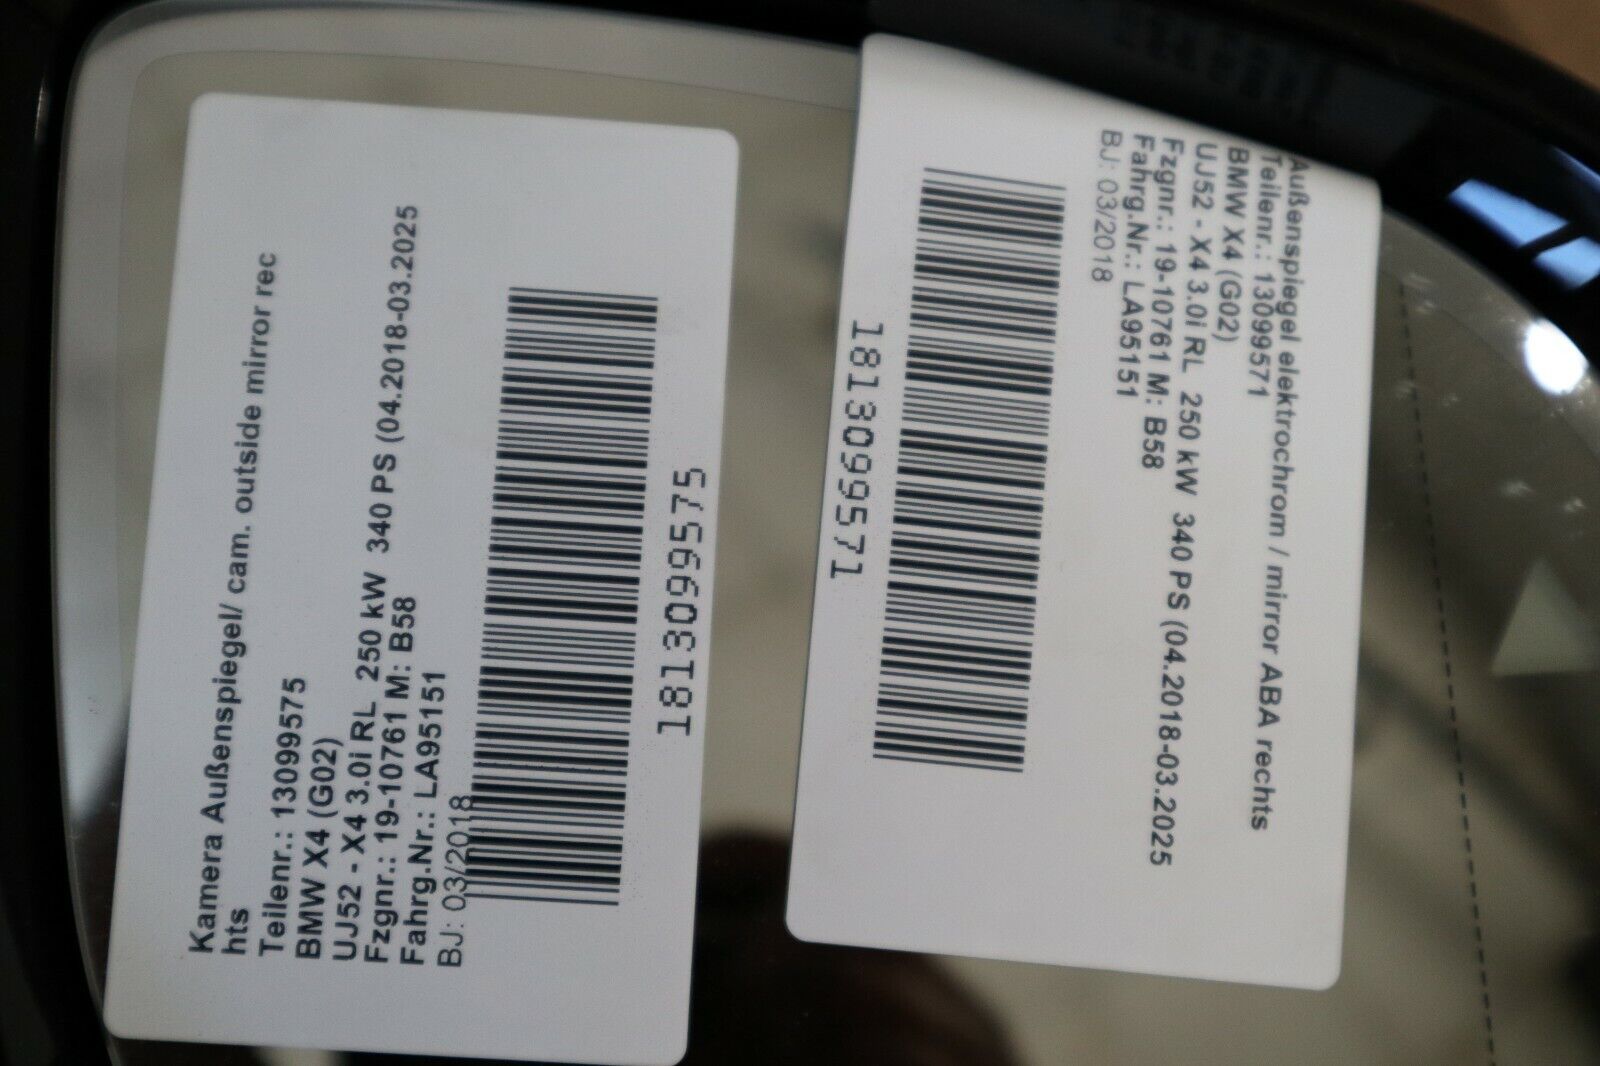 Kamera Außenspiegel/ cam. outside mirror rec
hts
Teilenr.: 13099575
BMW X4 (G02)
UJ52 - X4 3.0i RL 250 kW 340 PS (04.2018-03.2025
Fzgnr.: 19-10761 M: B58
Fahrg.Nr.: LA95151
BJ: 03/2018
1813099575
Außenspiegel elektrochrom / mirror ABA rechts
Teilenr.: 13099571
BMW X4 (G02)
UJ52 - X4 3.0i RL 250 kW 340 PS (04.2018-03.2025
Fzgnr.: 19-10761 M: B58
Fahrg.Nr.: LA95151
BJ: 03/2018
1813099571